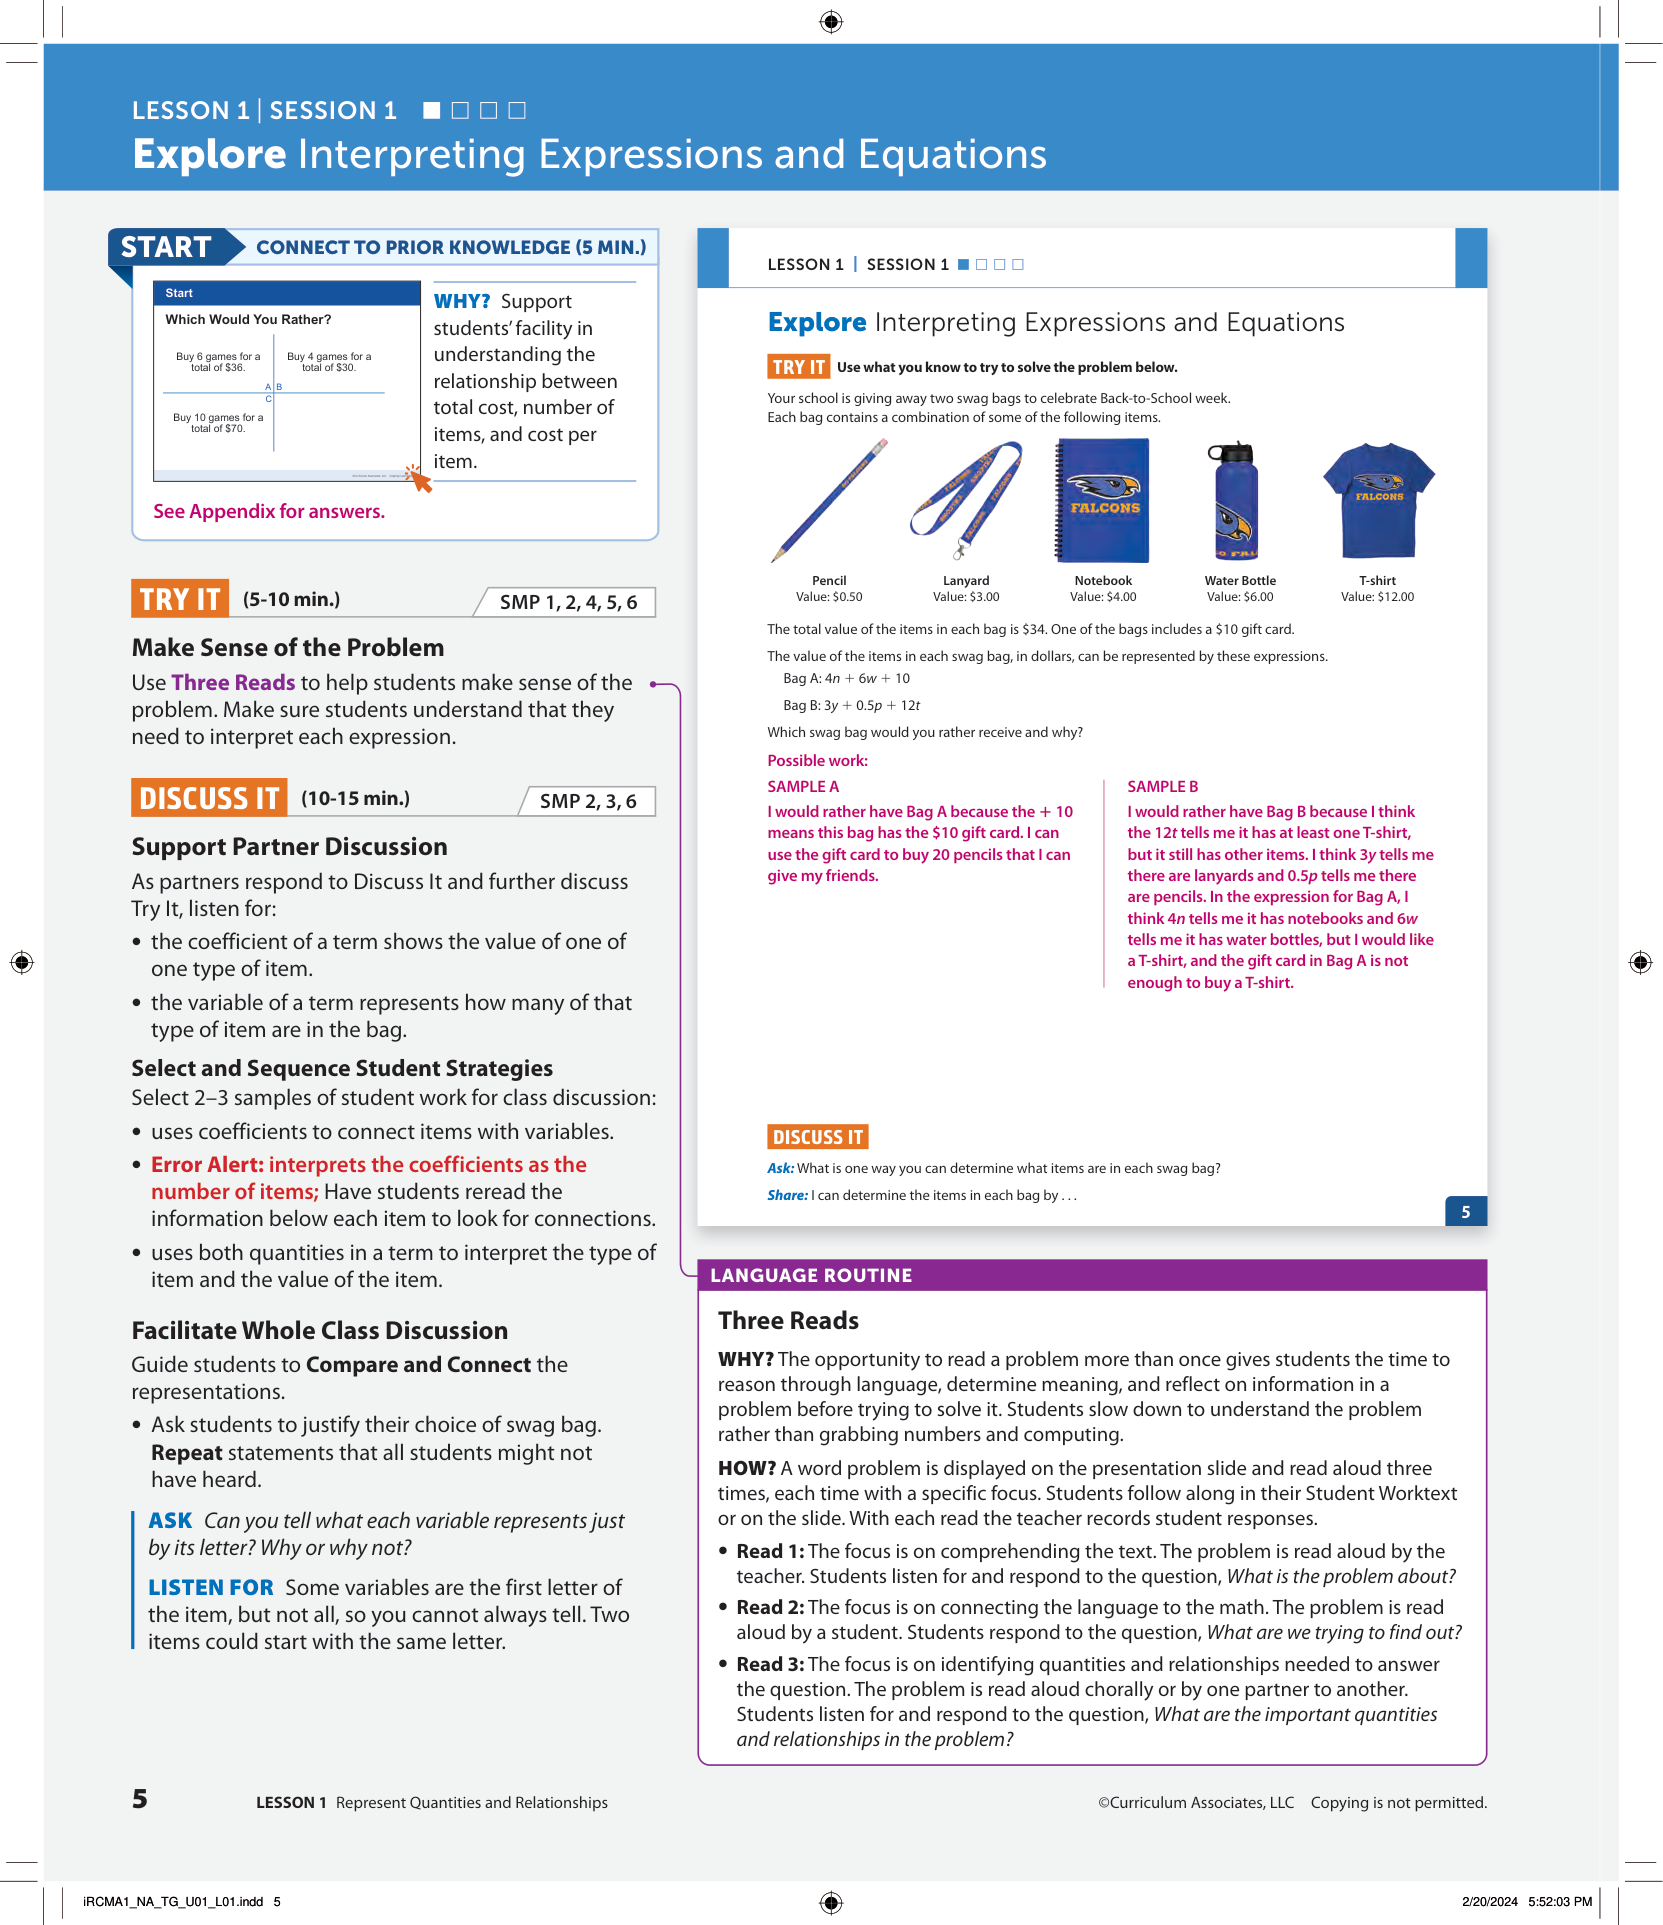 LESSON 1 | SESSION 1
Explore Interpreting Expressions and Equations
START CONNECT TO PRIOR KNOWLEDGE (5 MIN.)
Start
Which Would You Rather?
Buy 6 games for a
total of $36.
Buy 4 games for a
total of $30.
A B
C
Buy 10 games for a
total of $70.
WHY? Support
students’ facility in
understanding the
relationship between
total cost, number of
items, and cost per
item.
See Appendix for answers.
TRY IT (5-10 min.) SMP 1, 2, 4, 5, 6
Make Sense of the Problem
Use Three Reads to help students make sense of the
problem. Make sure students understand that they
need to interpret each expression.
DISCUSS IT (10-15 min.) SMP 2, 3, 6
Support Partner Discussion
As partners respond to Discuss It and further discuss
Try It, listen for:
• the coefficient of a term shows the value of one of
one type of item.
• the variable of a term represents how many of that
type of item are in the bag.
Select and Sequence Student Strategies
Select 2–3 samples of student work for class discussion:
• uses coefficients to connect items with variables.
• Error Alert: interprets the coefficients as the
number of items; Have students reread the
information below each item to look for connections.
• uses both quantities in a term to interpret the type of
item and the value of the item.
Facilitate Whole Class Discussion
Guide students to Compare and Connect the
representations.
• Ask students to justify their choice of swag bag.
Repeat statements that all students might not
have heard.
ASK Can you tell what each variable represents just
by its letter? Why or why not?
LISTEN FOR Some variables are the first letter of
the item, but not all, so you cannot always tell. Two
items could start with the same letter.
LESSON 1 | SESSION 1
Explore Interpreting Expressions and Equations
TRY IT Use what you know to try to solve the problem below.
Your school is giving away two swag bags to celebrate Back-to-School week.
Each bag contains a combination of some of the following items.
FALCONS
FALCONS
Pencil
Value: $0.50
Lanyard
Value: $3.00
Notebook
Value: $4.00
Water Bottle
Value: $6.00
T-shirt
Value: $12.00
The total value of the items in each bag is $34. One of the bags includes a $10 gift card.
The value of the items in each swag bag, in dollars, can be represented by these expressions.
Bag A: 4n + 6w + 10
Bag B: 3y + 0.5p + 12t
Which swag bag would you rather receive and why?
Possible work:
SAMPLE A
I would rather have Bag A because the + 10
means this bag has the $10 gift card. I can
use the gift card to buy 20 pencils that I can
give my friends.
SAMPLE B
I would rather have Bag B because I think
the 12t tells me it has at least one T-shirt,
but it still has other items. I think 3y tells me
there are lanyards and 0.5p tells me there
are pencils. In the expression for Bag A, I
think 4n tells me it has notebooks and 6w
tells me it has water bottles, but I would like
a T-shirt, and the gift card in Bag A is not
enough to buy a T-shirt.
DISCUSS IT
Ask: What is one way you can determine what items are in each swag bag?
Share: I can determine the items in each bag by . . .
5
LANGUAGE ROUTINE
Three Reads
WHY? The opportunity to read a problem more than once gives students the time to
reason through language, determine meaning, and reflect on information in a
problem before trying to solve it. Students slow down to understand the problem
rather than grabbing numbers and computing.
HOW? A word problem is displayed on the presentation slide and read aloud three
times, each time with a specific focus. Students follow along in their Student Worktext
or on the slide. With each read the teacher records student responses.
• Read 1: The focus is on comprehending the text. The problem is read aloud by the
teacher. Students listen for and respond to the question, What is the problem about?
• Read 2: The focus is on connecting the language to the math. The problem is read
aloud by a student. Students respond to the question, What are we trying to find out?
• Read 3: The focus is on identifying quantities and relationships needed to answer
the question. The problem is read aloud chorally or by one partner to another.
Students listen for and respond to the question, What are the important quantities
and relationships in the problem?
5 LESSON 1 Represent Quantities and Relationships
©Curriculum Associates, LLC Copying is not permitted.
iRCMA1_NA_TG_U01_L01.indd 5
2/20/2024 5:52:03 PM